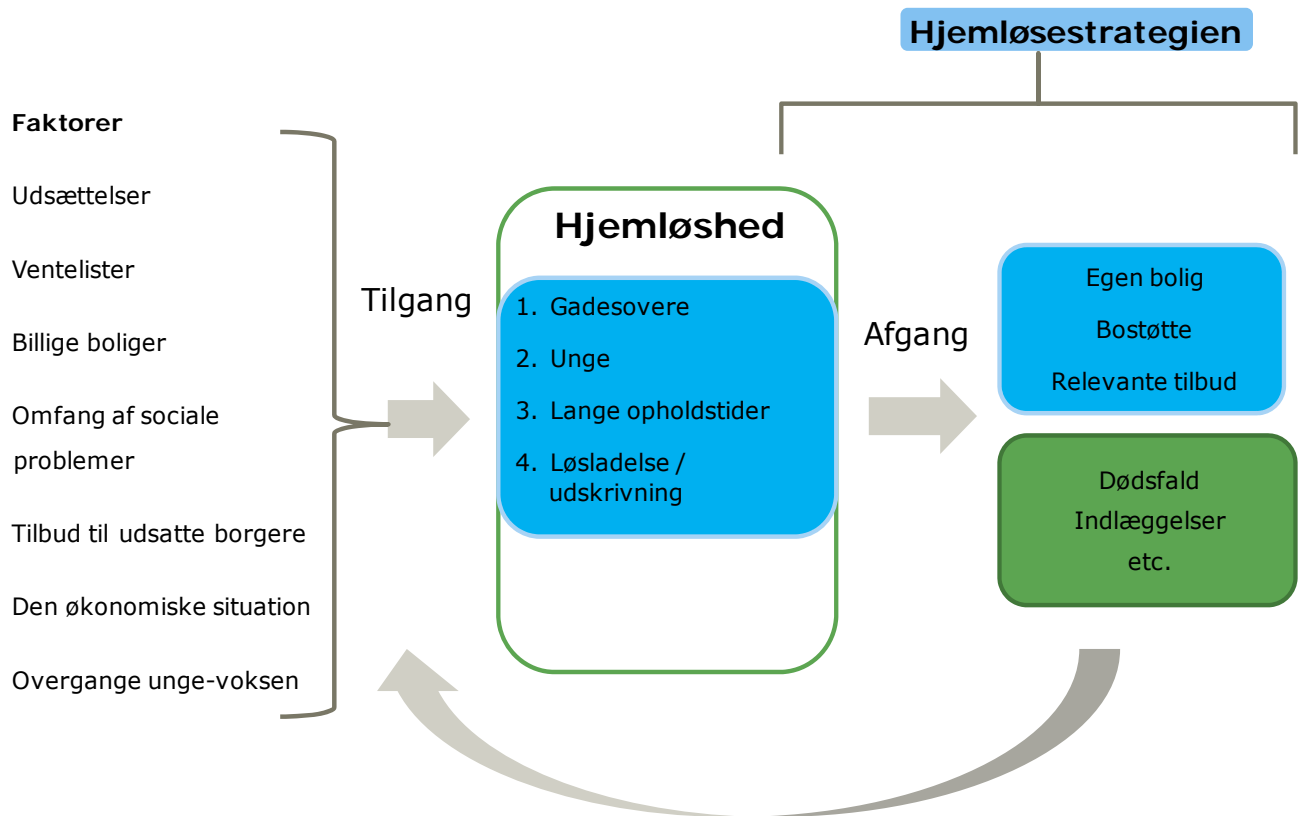 Hjemløsestrategien
Faktorer
Udsættelser
Ventelister
Billige boliger
Omfang af sociale
problemer
Tilbud til udsatte borgere
Den økonomiske situation
Overgange unge-voksen
Tilgang
Hjemløshed
1. Gadesovere
2. Unge
3. Lange opholdstider
4. Løsladelse /
udskrivning
Afgang
Egen bolig
Bostøtte
Relevante tilbud
Dødsfald
Indlæggelser
etc.